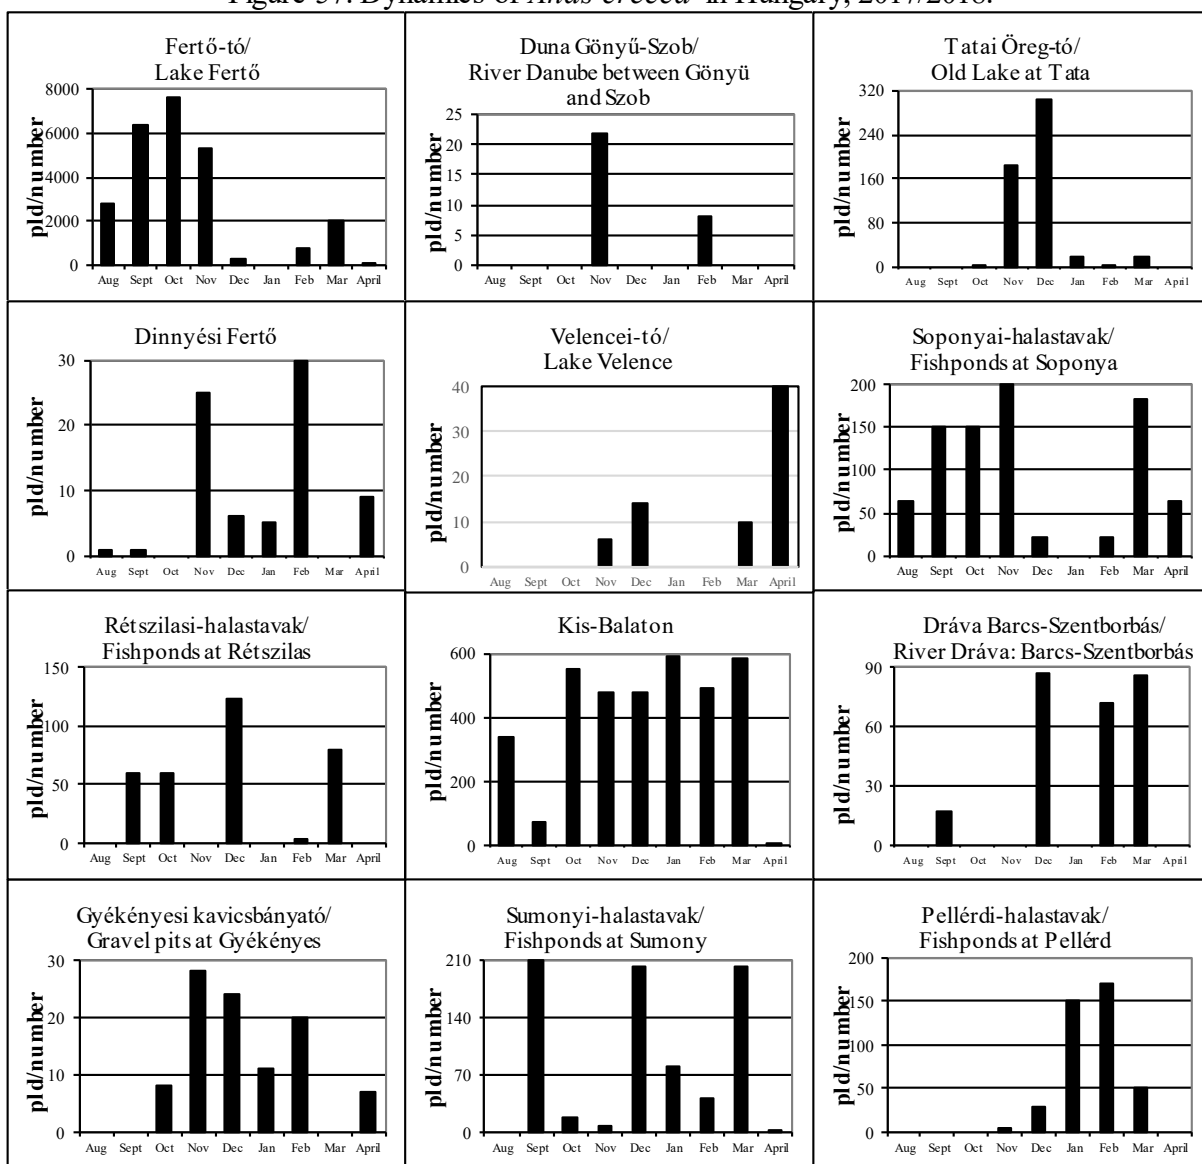 Figure 37. Dynamics of Anas crecca in Hungary, 2017/2018.
Fertő-tó/
Lake Fertő
pld/number
8000
6000
4000
2000
0
Aug Sept Oct Nov Dec Jan Feb Mar April
Duna Gönyű-Szob/
River Danube between Gönyü
and Szob
pld/number
25
20
15
10
5
0
Aug Sept Oct Nov Dec Jan Feb Mar April
Tatai Öreg-tó/
Old Lake at Tata
pld/number
320
240
160
80
0
Aug Sept Oct Nov Dec Jan Feb Mar April
Dinnyési Fertő
pld/number
30
20
10
0
Aug Sept Oct Nov Dec Jan Feb Mar April
Velencei-tó/
Lake Velence
pld/number
40
30
20
10
0
Aug Sept Oct Nov Dec Jan Feb Mar April
Soponyai-halastavak/
Fishponds at Soponya
pld/number
200
150
100
50
0
Aug Sept Oct Nov Dec Jan Feb Mar April
Rétszilasi-halastavak/
Fishponds at Rétszilas
pld/number
150
100
50
0
Aug Sept Oct Nov Dec Jan Feb Mar April
Kis-Balaton
pld/number
600
400
200
0
Aug Sept Oct Nov Dec Jan Feb Mar April
Dráva Barcs-Szentborbás/
River Dráva: Barcs-Szentborbás
pld/number
90
60
30
0
Aug Sept Oct Nov Dec Jan Feb Mar April
Gyékényesi kavicsbányató/
Gravel pits at Gyékényes
pld/number
30
20
10
0
Aug Sept Oct Nov Dec Jan Feb Mar April
Sumonyi-halastavak/
Fishponds at Sumony
pld/number
210
140
70
0
Aug Sept Oct Nov Dec Jan Feb Mar April
Pellérdi-halastavak/
Fishponds at Pellérd
pld/number
200
150
100
50
0
Aug Sept Oct Nov Dec Jan Feb Mar April